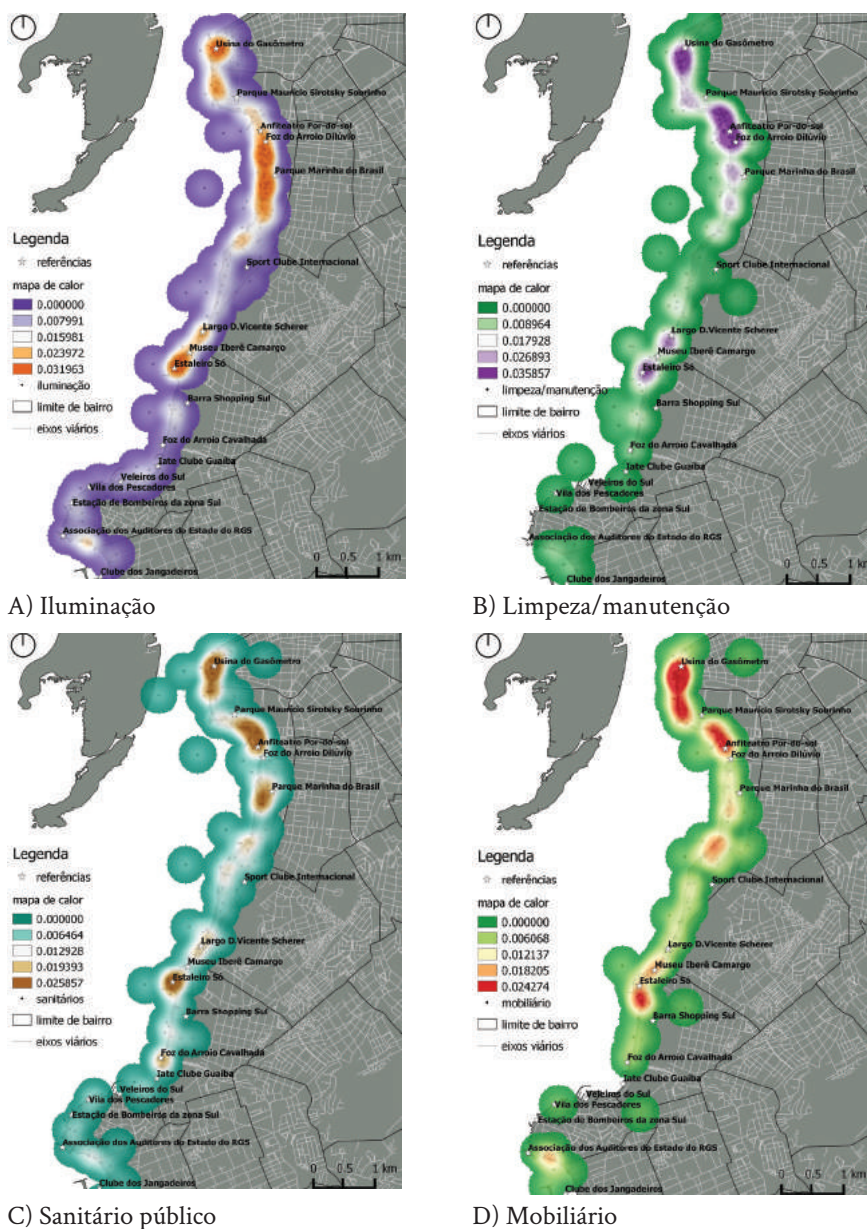 Usina do Gasômetro
Parque Maurício Sirotsky Sobrinho
Anfiteatro Por-do-sol
Foz do Arroio Dilúvio
Parque Marinha do Brasil
Legenda
referências
Sport Clube Internacional
mapa de calor
0.000000
0.007991
0.015981
0.023972
0.031963
iluminação
limite de bairro
eixos viários
Largo D.Vicente Scherer
Museu Iberê Camargo
Estaleiro Só
Barra Shopping Sul
Foz do Arroio Cavalhada
Iate Clube Guaíba
Veleiros do Sul
Vila dos Pescadores
Estação de Bombeiros da zona Sul
Associação dos Auditores do Estado do RGS
Clube dos Jangadeiros
0 0.5 1 km
A) Iluminação
Usina do Gasômetro
Parque Maurício Sirotsky Sobrinho
Anfiteatro Por-do-sol
Foz do Arroio Dilúvio
Parque Marinha do Brasil
Legenda
referências
Sport Clube Internacional
mapa de calor
0.000000
0.008964
0.017928
0.026893
0.035857
limpeza/manutenção
limite de bairro
eixos viários
Largo D.Vicente Scherer
Museu Iberê Camargo
Estaleiro Só
Barra Shopping Sul
Foz do Arroio Cavalhada
Iate Clube Guaíba
Veleiros do Sul
Vila dos Pescadores
Estação de Bombeiros da zona Sul
Associação dos Auditores do Estado do RGS
Clube dos Jangadeiros
0 0.5 1 km
B) Limpeza/manutenção
Usina do Gasômetro
Parque Maurício Sirotsky Sobrinho
Anfiteatro Por-do-sol
Foz do Arroio Dilúvio
Parque Marinha do Brasil
Legenda
referências
Sport Clube Internacional
mapa de calor
0.000000
0.006464
0.012928
0.019393
0.025857
sanitários
limite de bairro
eixos viários
Largo D.Vicente Scherer
Museu Iberê Camargo
Estaleiro Só
Barra Shopping Sul
Foz do Arroio Cavalhada
Iate Clube Guaíba
Veleiros do Sul
Vila dos Pescadores
Estação de Bombeiros da zona Sul
Associação dos Auditores do Estado do RGS
Clube dos Jangadeiros
0 0.5 1 km
C) Sanitário público
Usina do Gasômetro
Parque Maurício Sirotsky Sobrinho
Anfiteatro Por-do-sol
Foz do Arroio Dilúvio
Parque Marinha do Brasil
Legenda
referências
Sport Clube Internacional
mapa de calor
0.000000
0.006068
0.012137
0.018205
0.024274
mobiliário
limite de bairro
eixos viários
Largo D.Vicente Scherer
Museu Iberê Camargo
Estaleiro Só
Barra Shopping Sul
Foz do Arroio Cavalhada
Iate Clube Guaíba
Veleiros do Sul
Vila dos Pescadores
Estação de Bombeiros da zona Sul
Associação dos Auditores do Estado do RGS
Clube dos Jangadeiros
0 0.5 1 km
D) Mobiliário